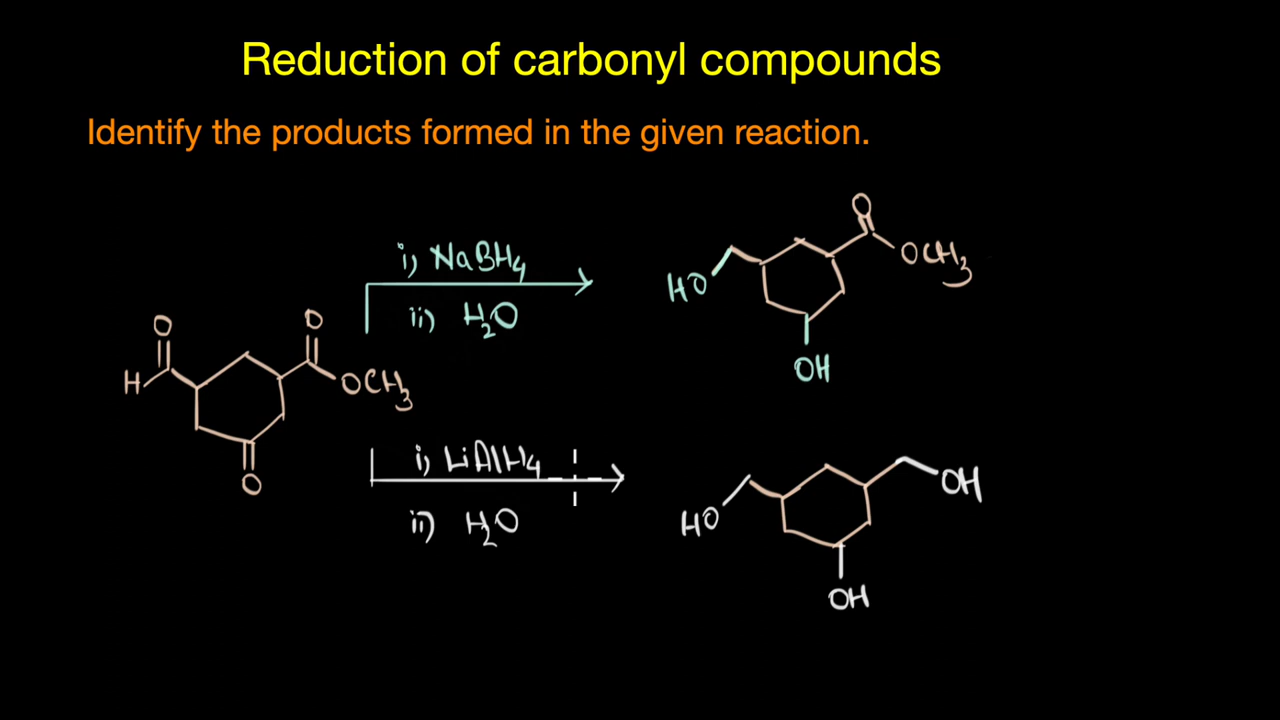 Reduction of carbonyl compounds
Identify the products formed in the given reaction.
i) NaBH4
ii) H2O
H
O
O
OCH3
O
HO
O
OCH3
OH
i) LiAlH4
ii) H2O
HO
OH
OH